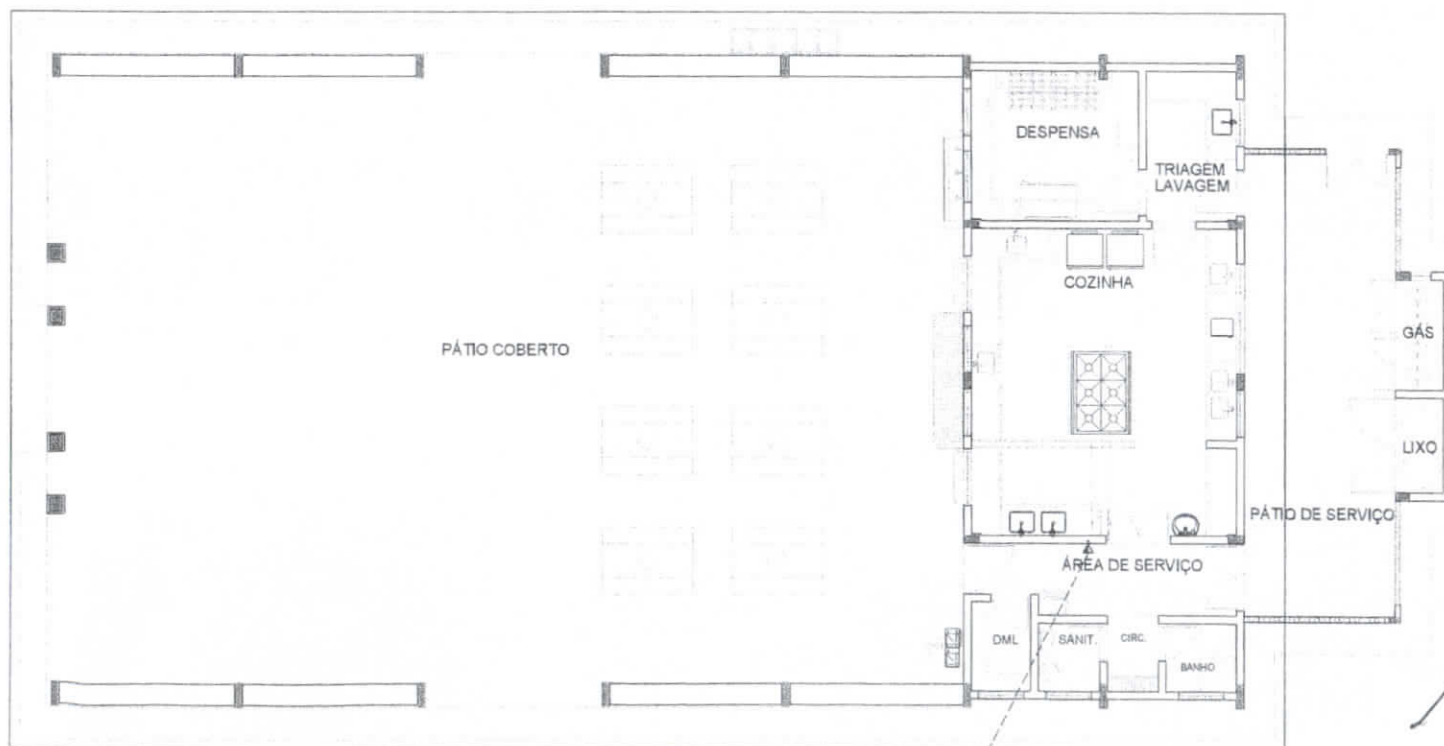 DESPENSA
TRIAGEM
LAVAGEM
COZINHA
GÁS
PÁTIO COBERTO
LIXO
PÁTIO DE SERVIÇO
ÁREA DE SERVIÇO
DML
SANIT.
CIRC.
BANHO